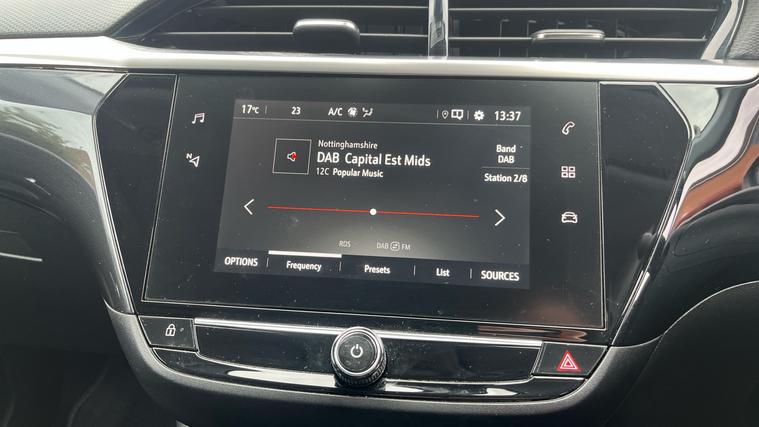 17°C 23 A/C 13:37
N
Nottinghamshire
DAB Capital Est Mids
12C Popular Music
Band
DAB
Station 2/8
RDS DAB FM
OPTIONS Frequency Presets List SOURCES